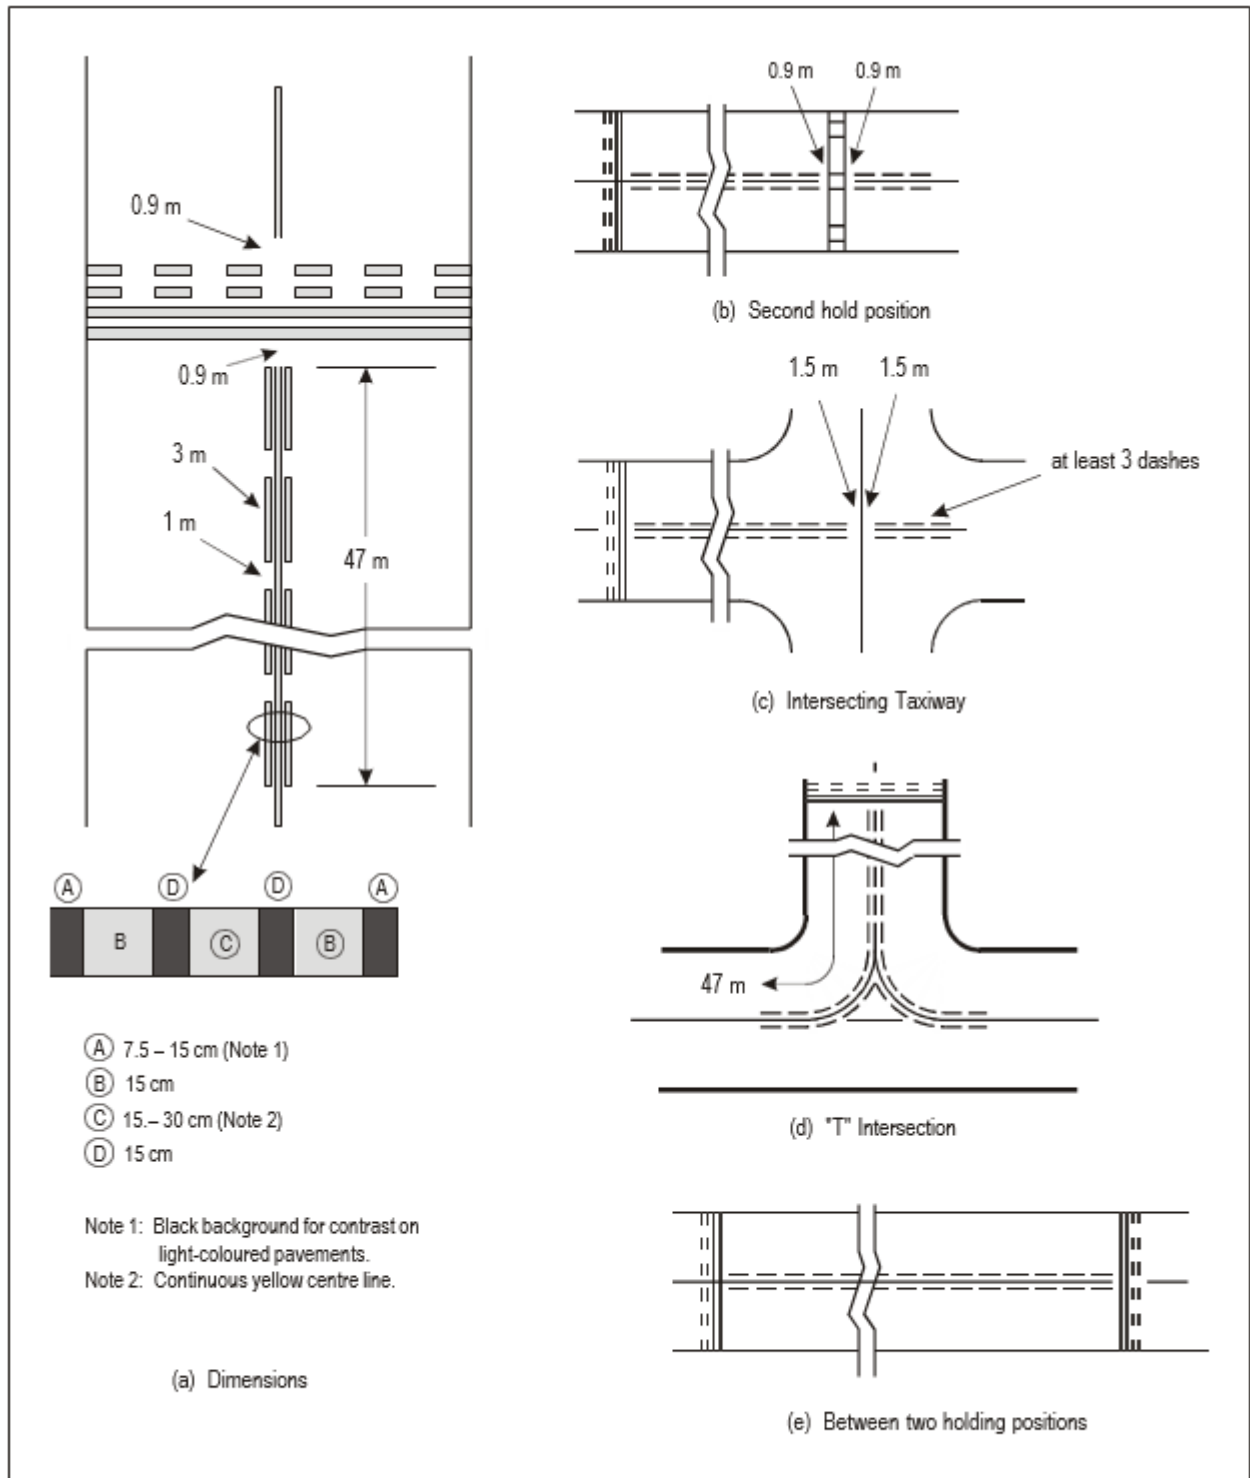 0.9 m
0.9 m
3 m
1 m
47 m
A
D
D
A
B
C
B
A 7.5 – 15 cm (Note 1)
B 15 cm
C 15.– 30 cm (Note 2)
D 15 cm
Note 1: Black background for contrast on
light-coloured pavements.
Note 2: Continuous yellow centre line.
(a) Dimensions
0.9 m
0.9 m
(b) Second hold position
1.5 m
1.5 m
at least 3 dashes
(c) Intersecting Taxiway
47 m
(d) "T" Intersection
(e) Between two holding positions